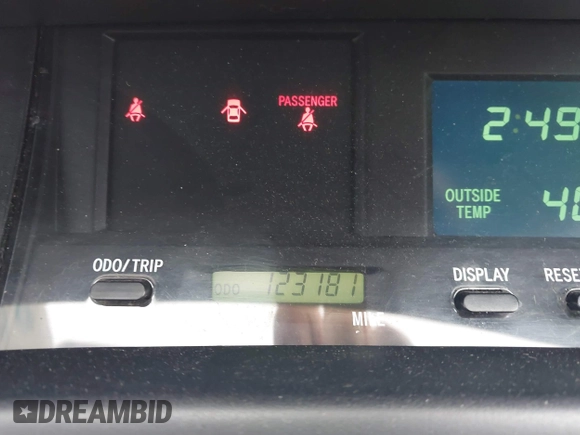 PASSENGER
2:49
OUTSIDE
TEMP
ODO/TRIP
ODO 123181
MILE
DISPLAY
DREAMBID